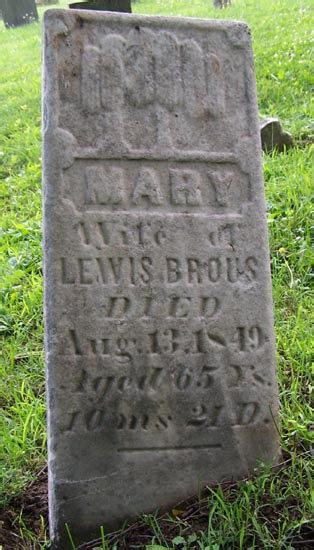 MARY
Wife of
LEWIS BROUS
DIED
Aug. 13, 1849
Aged 65 Ys.
10 ms 21 D.